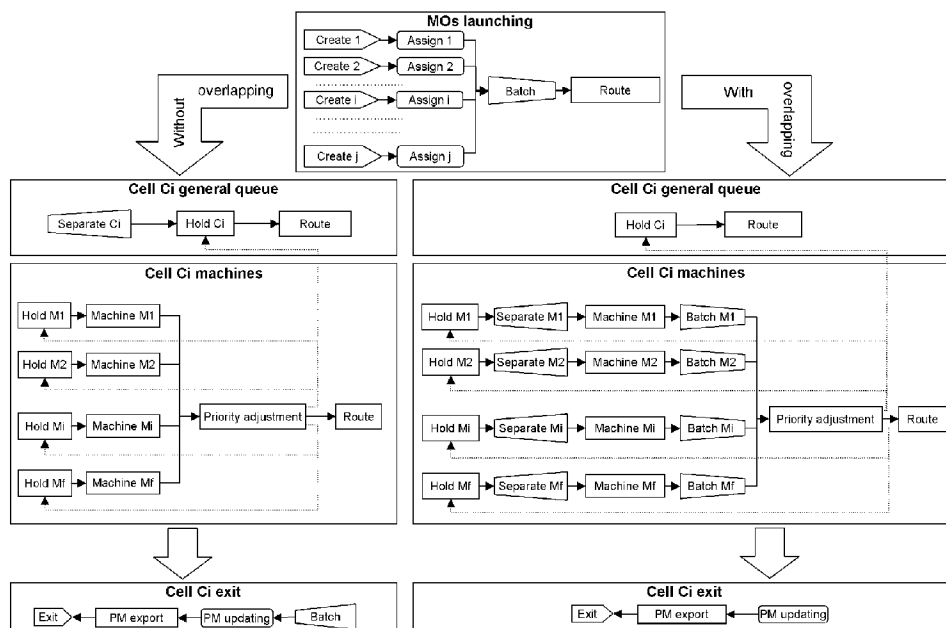 MOs launching
Create 1 Assign 1
Create 2 Assign 2
Create i Assign i Batch Route
Create j Assign j
Without overlapping
With overlapping
Cell Ci general queue
Separate Ci Hold Ci Route
Cell Ci machines
Hold M1 Machine M1
Hold M2 Machine M2
Priority adjustment Route
Hold Mi Machine Mi
Hold Mf Machine Mf
Cell Ci exit
Exit PM export PM updating Batch
Cell Ci general queue
Hold Ci Route
Cell Ci machines
Hold M1 Separate M1 Machine M1 Batch M1
Hold M2 Separate M2 Machine M2 Batch M2
Priority adjustment Route
Hold Mi Separate Mi Machine Mi Batch Mi
Hold Mf Separate Mf Machine Mf Batch Mf
Cell Ci exit
Exit PM export PM updating